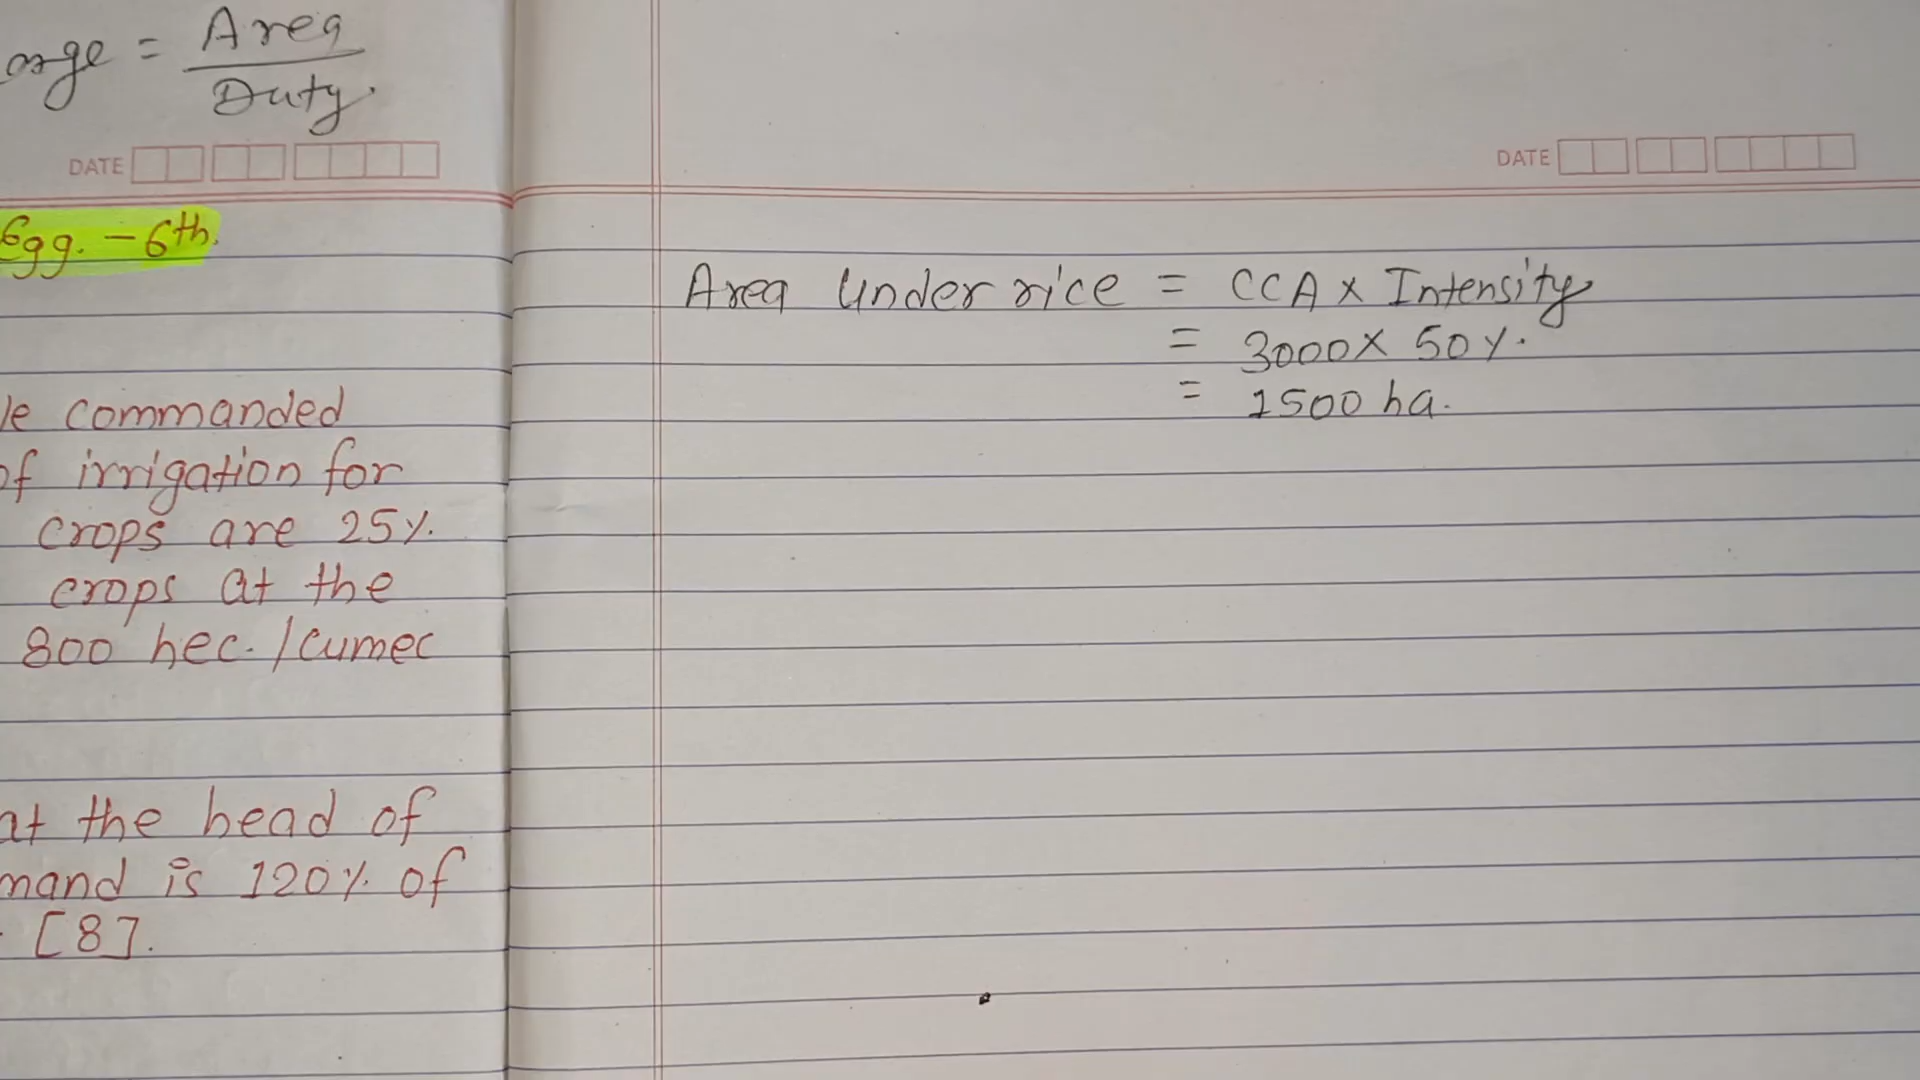 arge = Area
Duty.
DATE
Egg. - 6th.
le commanded
of irrigation for
crops are 25%.
crops at the
800 hec./cumec
at the head of
mand is 120% of
[8].
DATE
Area Under rice = CCA x Intensity
= 3000 x 50%.
= 1500 ha.